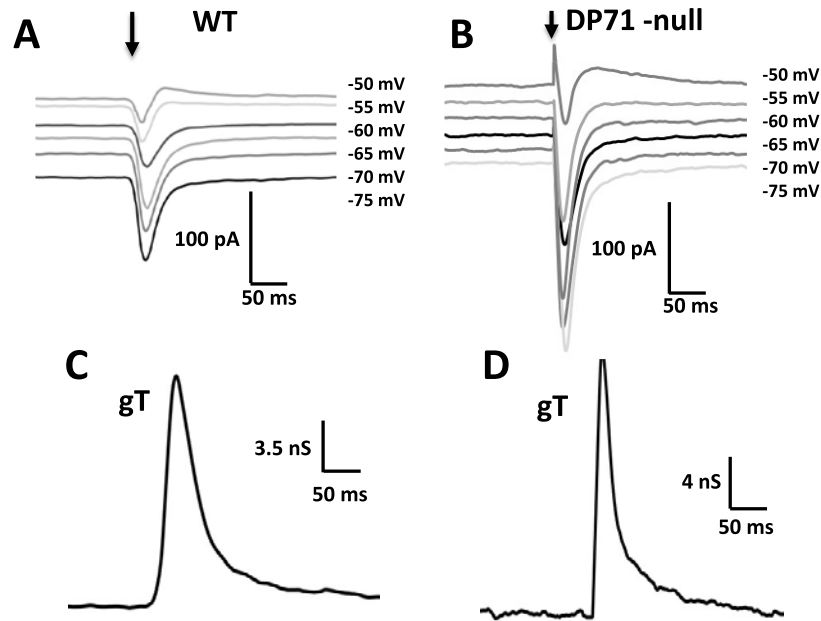 A
WT
-50 mV
-55 mV
-60 mV
-65 mV
-70 mV
-75 mV
100 pA
50 ms
B
DP71 -null
-50 mV
-55 mV
-60 mV
-65 mV
-70 mV
-75 mV
100 pA
50 ms
C
gT
3.5 nS
50 ms
D
gT
4 nS
50 ms